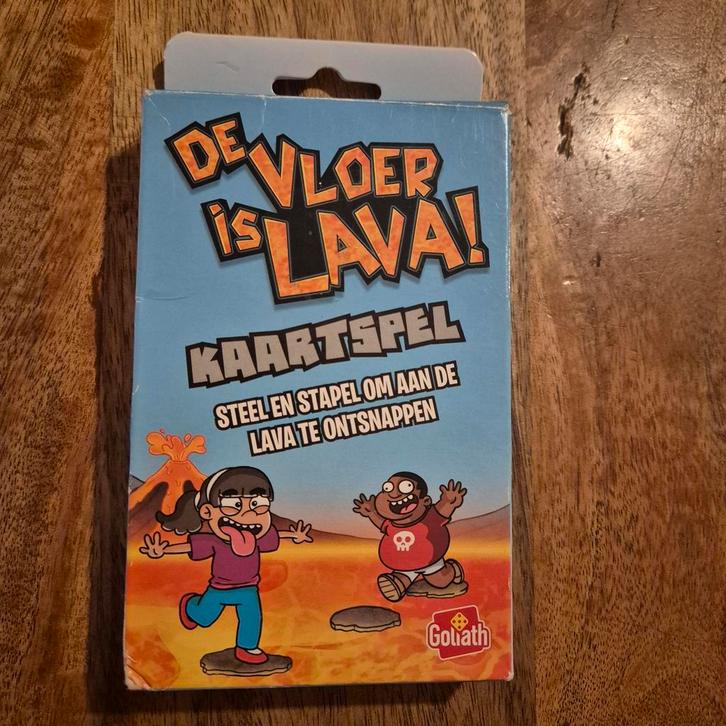 DE VLOER
iS LAVA!
KAARTSPEL
STEEL EN STAPEL OM AAN DE
LAVA TE ONTSNAPPEN
Goliath